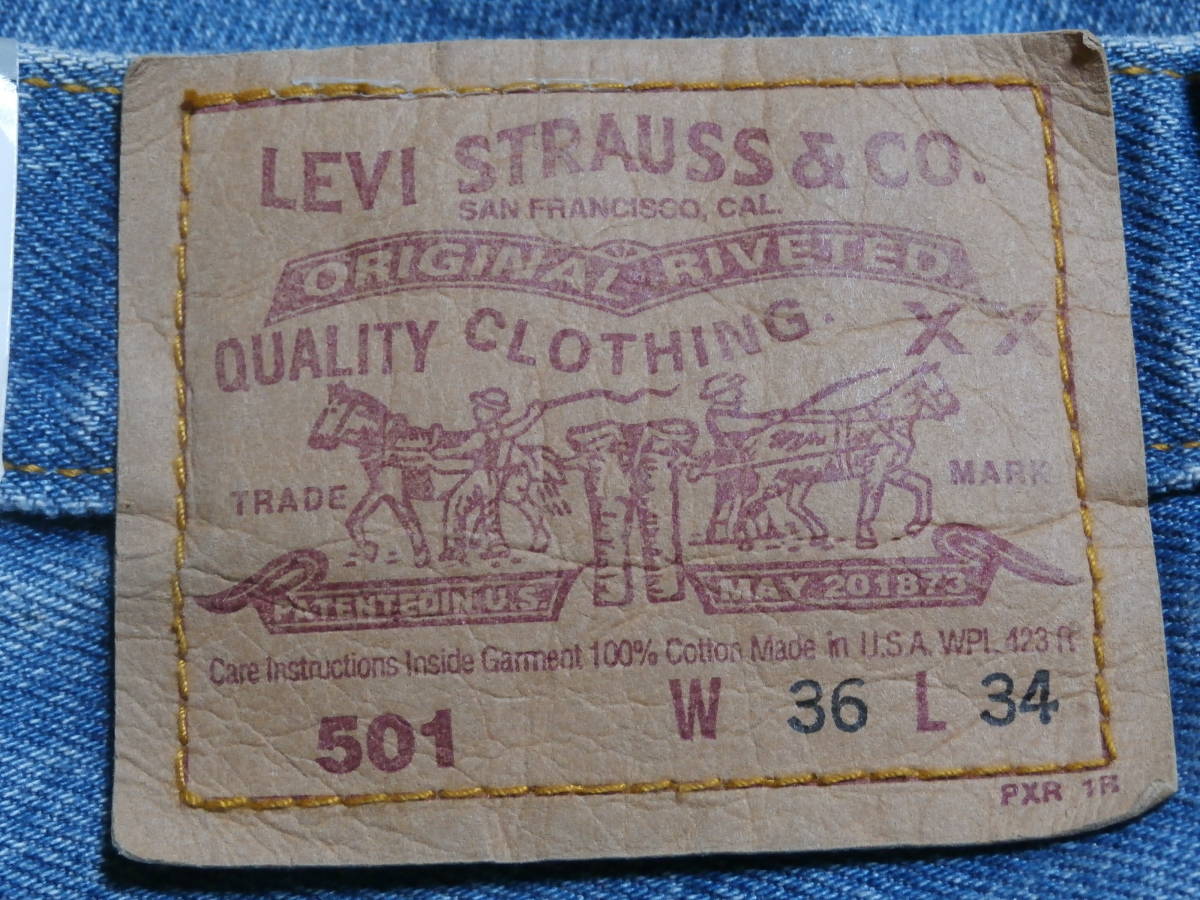 LEVI STRAUSS & CO.
SAN FRANCISCO, CAL.
ORIGINAL RIVETED
QUALITY CLOTHING. XX
TRADE MARK
PATENTED IN U.S. MAY 20 1873
Care Instructions Inside Garment 100% Cotton Made in U.S.A. WPL 423
501 W 36 L 34
PXR 1R